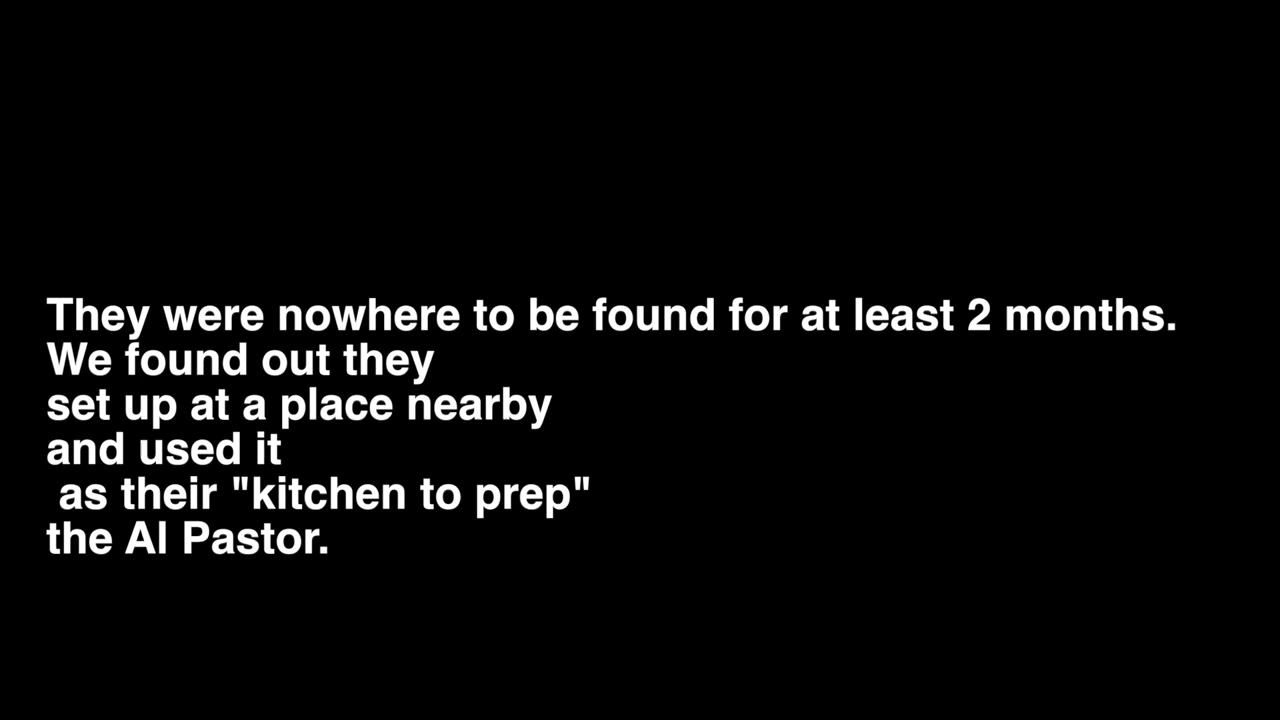 They were nowhere to be found for at least 2 months.
We found out they
set up at a place nearby
and used it
as their "kitchen to prep"
the Al Pastor.